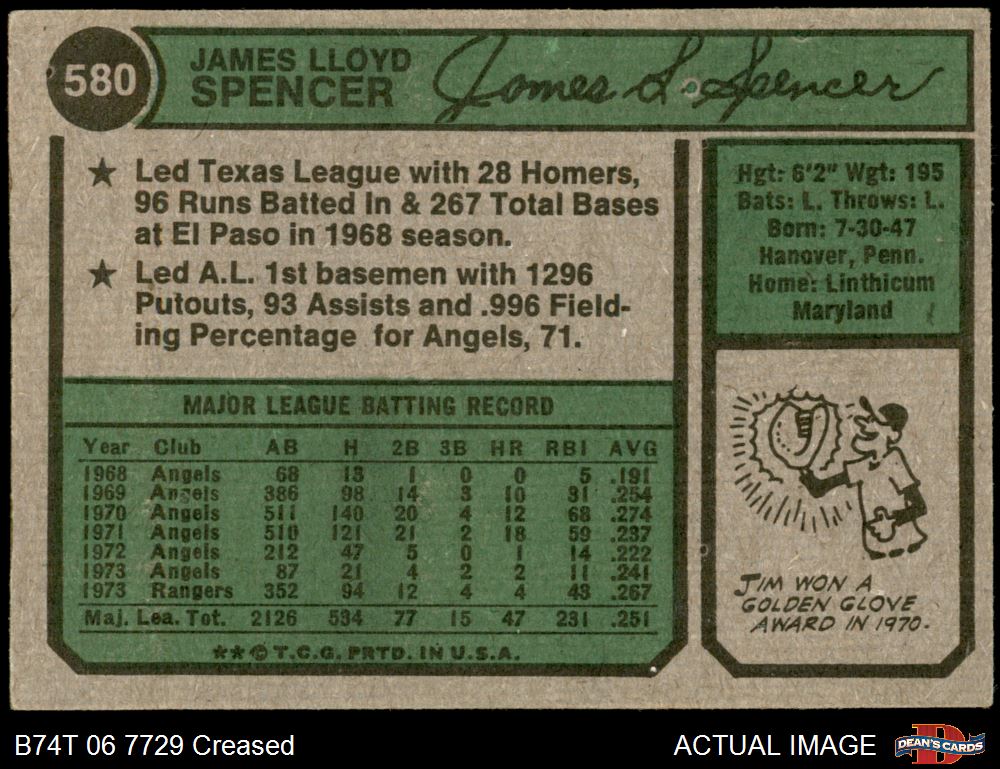 580
JAMES LLOYD
SPENCER
James L. Spencer
★ Led Texas League with 28 Homers,
96 Runs Batted In & 267 Total Bases
at El Paso in 1968 season.
★ Led A.L. 1st basemen with 1296
Putouts, 93 Assists and .996 Field-
ing Percentage for Angels, 71.
Hgt: 6'2" Wgt: 195
Bats: L. Throws: L.
Born: 7-30-47
Hanover, Penn.
Home: Linthicum
Maryland
MAJOR LEAGUE BATTING RECORD
Year Club AB H 2B 3B HR RBI AVG
1968 Angels 68 13 1 0 0 5 .191
1969 Angels 386 98 14 3 10 31 .254
1970 Angels 511 140 20 4 12 68 .274
1971 Angels 510 121 21 2 18 59 .237
1972 Angels 212 47 5 0 1 14 .222
1973 Angels 87 21 4 2 2 11 .241
1973 Rangers 352 94 12 4 4 43 .267
Maj. Lea. Tot. 2126 534 77 15 47 231 .251
**© T.C.G. PRTD. IN U.S.A.
JIM WON A
GOLDEN GLOVE
AWARD IN 1970.
B74T 06 7729 Creased
ACTUAL IMAGE
DEAN'S CARDS